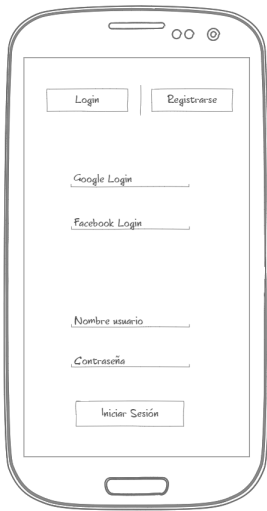 Login
Registrarse
Google Login
Facebook Login
Nombre usuario
Contraseña
Iniciar Sesión